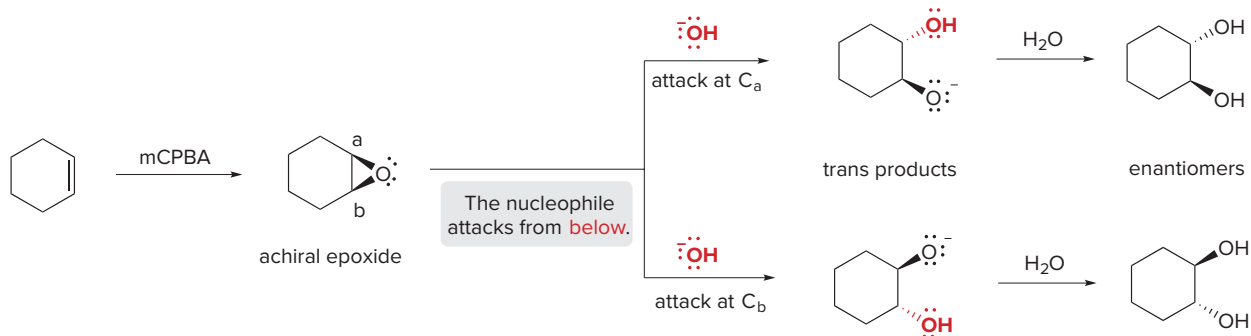 mCPBA
a
b
O
achiral epoxide
The nucleophile
attacks from below.
−OH
attack at Ca
OH
O−
H2O
OH
OH
trans products
enantiomers
−OH
attack at Cb
O−
OH
H2O
OH
OH